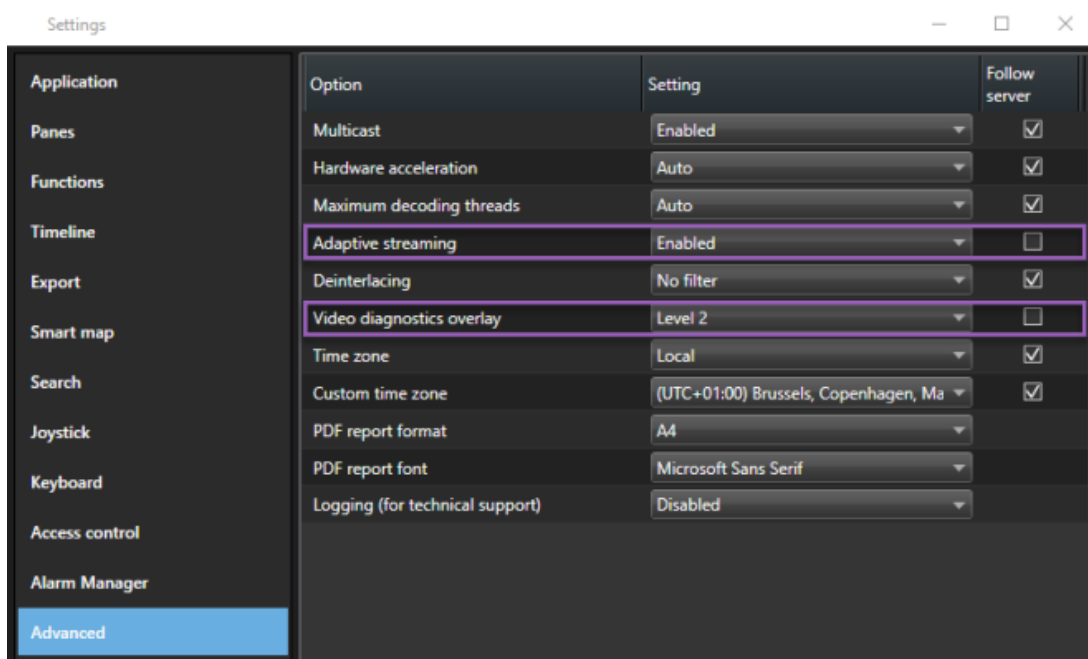 Settings
Application
Panes
Functions
Timeline
Export
Smart map
Search
Joystick
Keyboard
Access control
Alarm Manager
Advanced
Option Setting Follow server
Multicast Enabled
Hardware acceleration Auto
Maximum decoding threads Auto
Adaptive streaming Enabled
Deinterlacing No filter
Video diagnostics overlay Level 2
Time zone Local
Custom time zone (UTC+01:00) Brussels, Copenhagen, Ma
PDF report format A4
PDF report font Microsoft Sans Serif
Logging (for technical support) Disabled